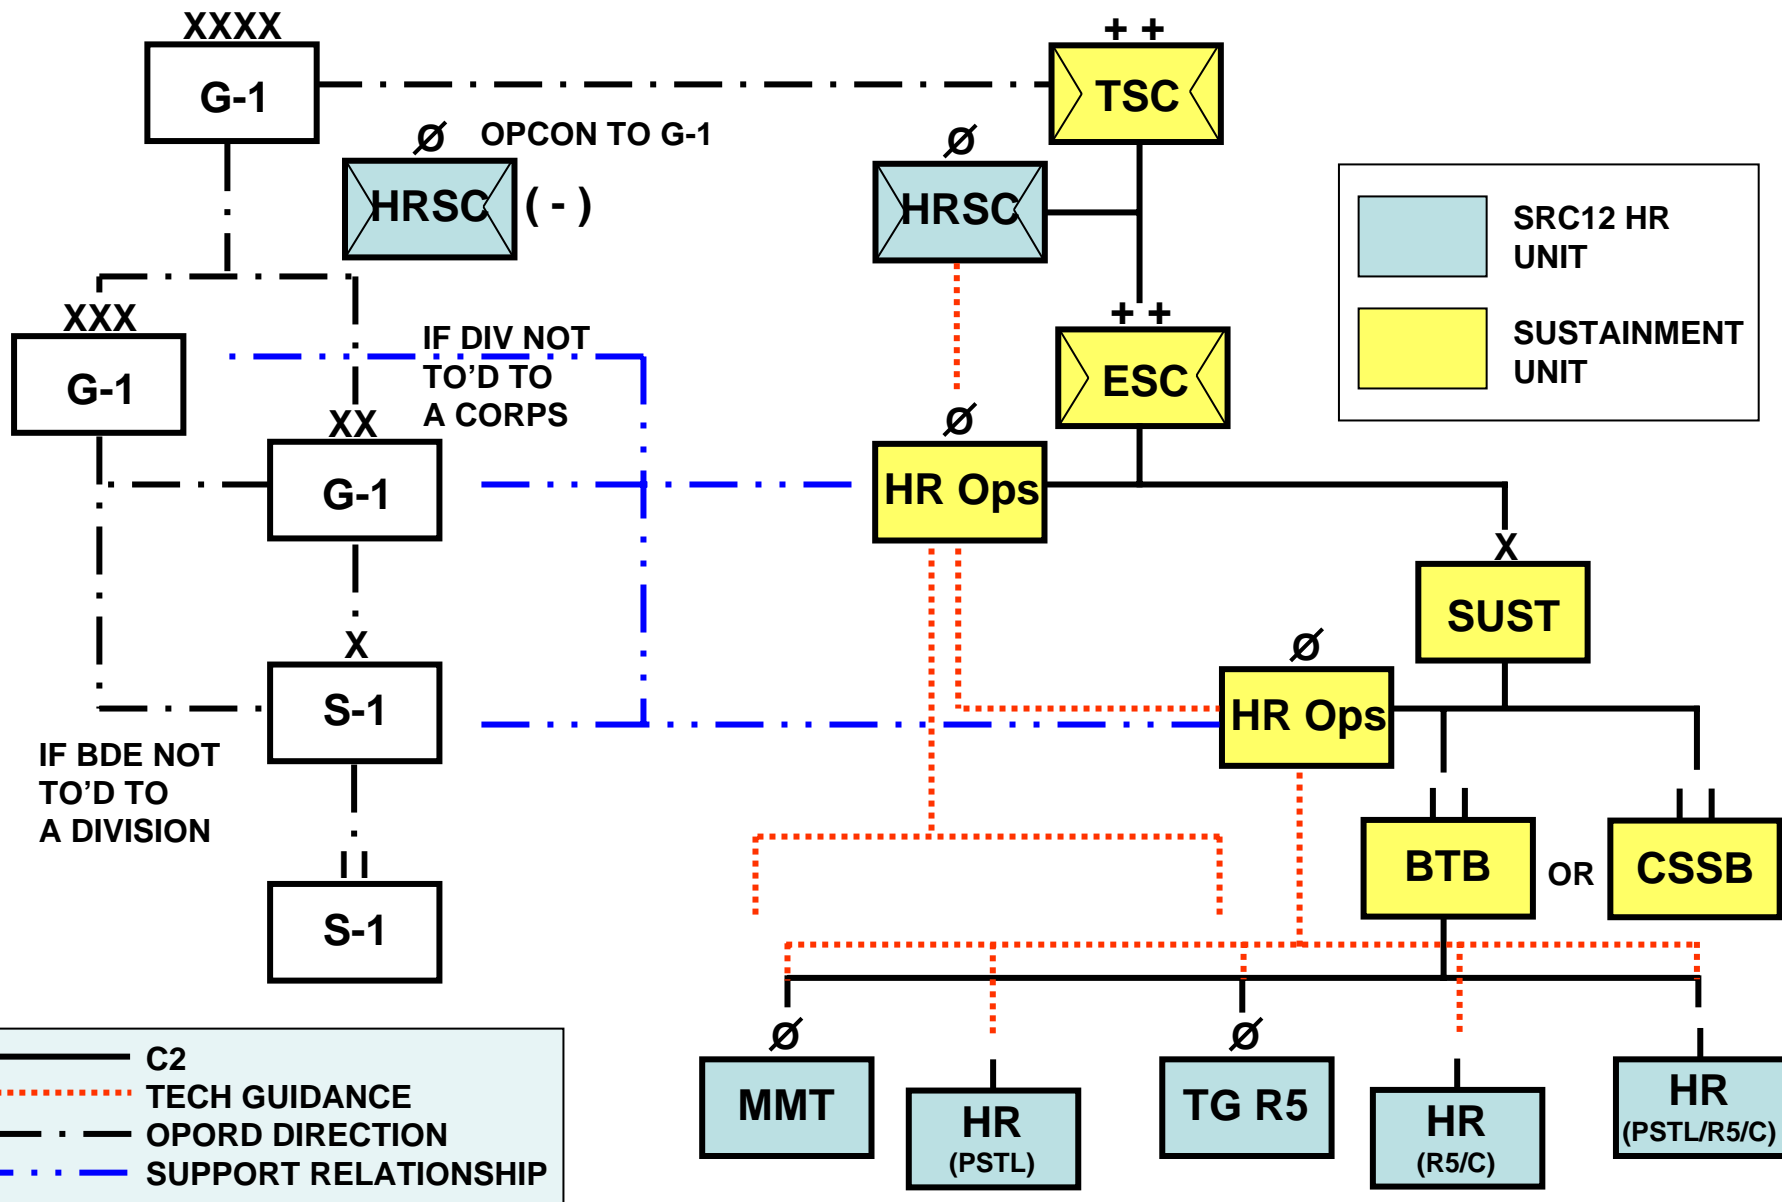 XXXX
G-1
+ +
TSC
Ø
OPCON TO G-1
HRSC
( - )
Ø
HRSC
SRC12 HR
UNIT
SUSTAINMENT
UNIT
XXX
G-1
IF DIV NOT
TO'D TO
A CORPS
+ +
ESC
XX
G-1
Ø
HR Ops
X
SUST
X
S-1
Ø
HR Ops
IF BDE NOT
TO'D TO
A DIVISION
II
S-1
II
BTB
OR
II
CSSB
Ø
MMT
I
HR
(PSTL)
Ø
TG R5
I
HR
(R5/C)
I
HR
(PSTL/R5/C)
C2
TECH GUIDANCE
OPORD DIRECTION
SUPPORT RELATIONSHIP